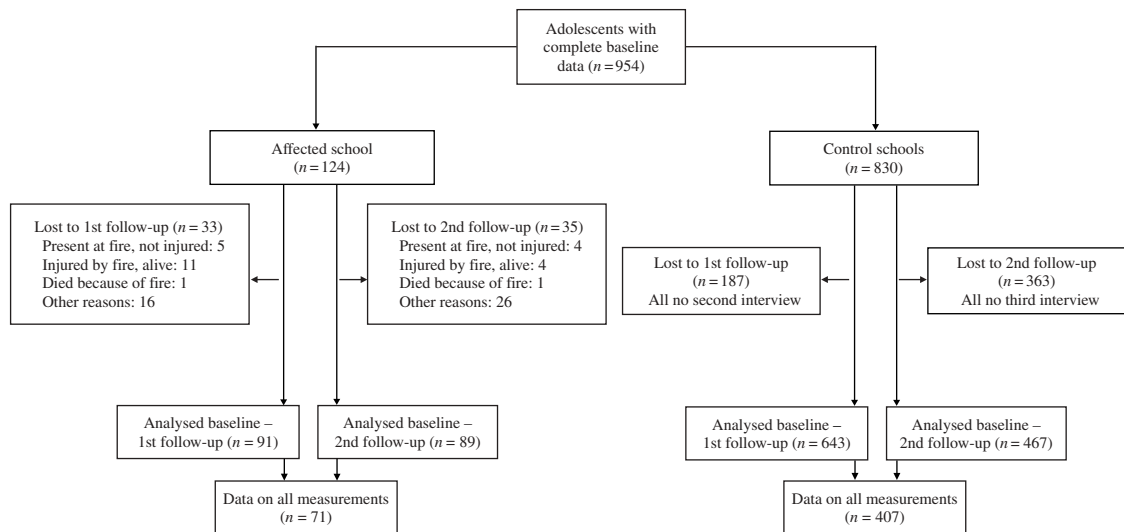 Adolescents with
complete baseline
data (n = 954)
Affected school
(n = 124)
Control schools
(n = 830)
Lost to 1st follow-up (n = 33)
Present at fire, not injured: 5
Injured by fire, alive: 11
Died because of fire: 1
Other reasons: 16
Lost to 2nd follow-up (n = 35)
Present at fire, not injured: 4
Injured by fire, alive: 4
Died because of fire: 1
Other reasons: 26
Lost to 1st follow-up
(n = 187)
All no second interview
Lost to 2nd follow-up
(n = 363)
All no third interview
Analysed baseline –
1st follow-up (n = 91)
Analysed baseline –
2nd follow-up (n = 89)
Analysed baseline –
1st follow-up (n = 643)
Analysed baseline –
2nd follow-up (n = 467)
Data on all measurements
(n = 71)
Data on all measurements
(n = 407)